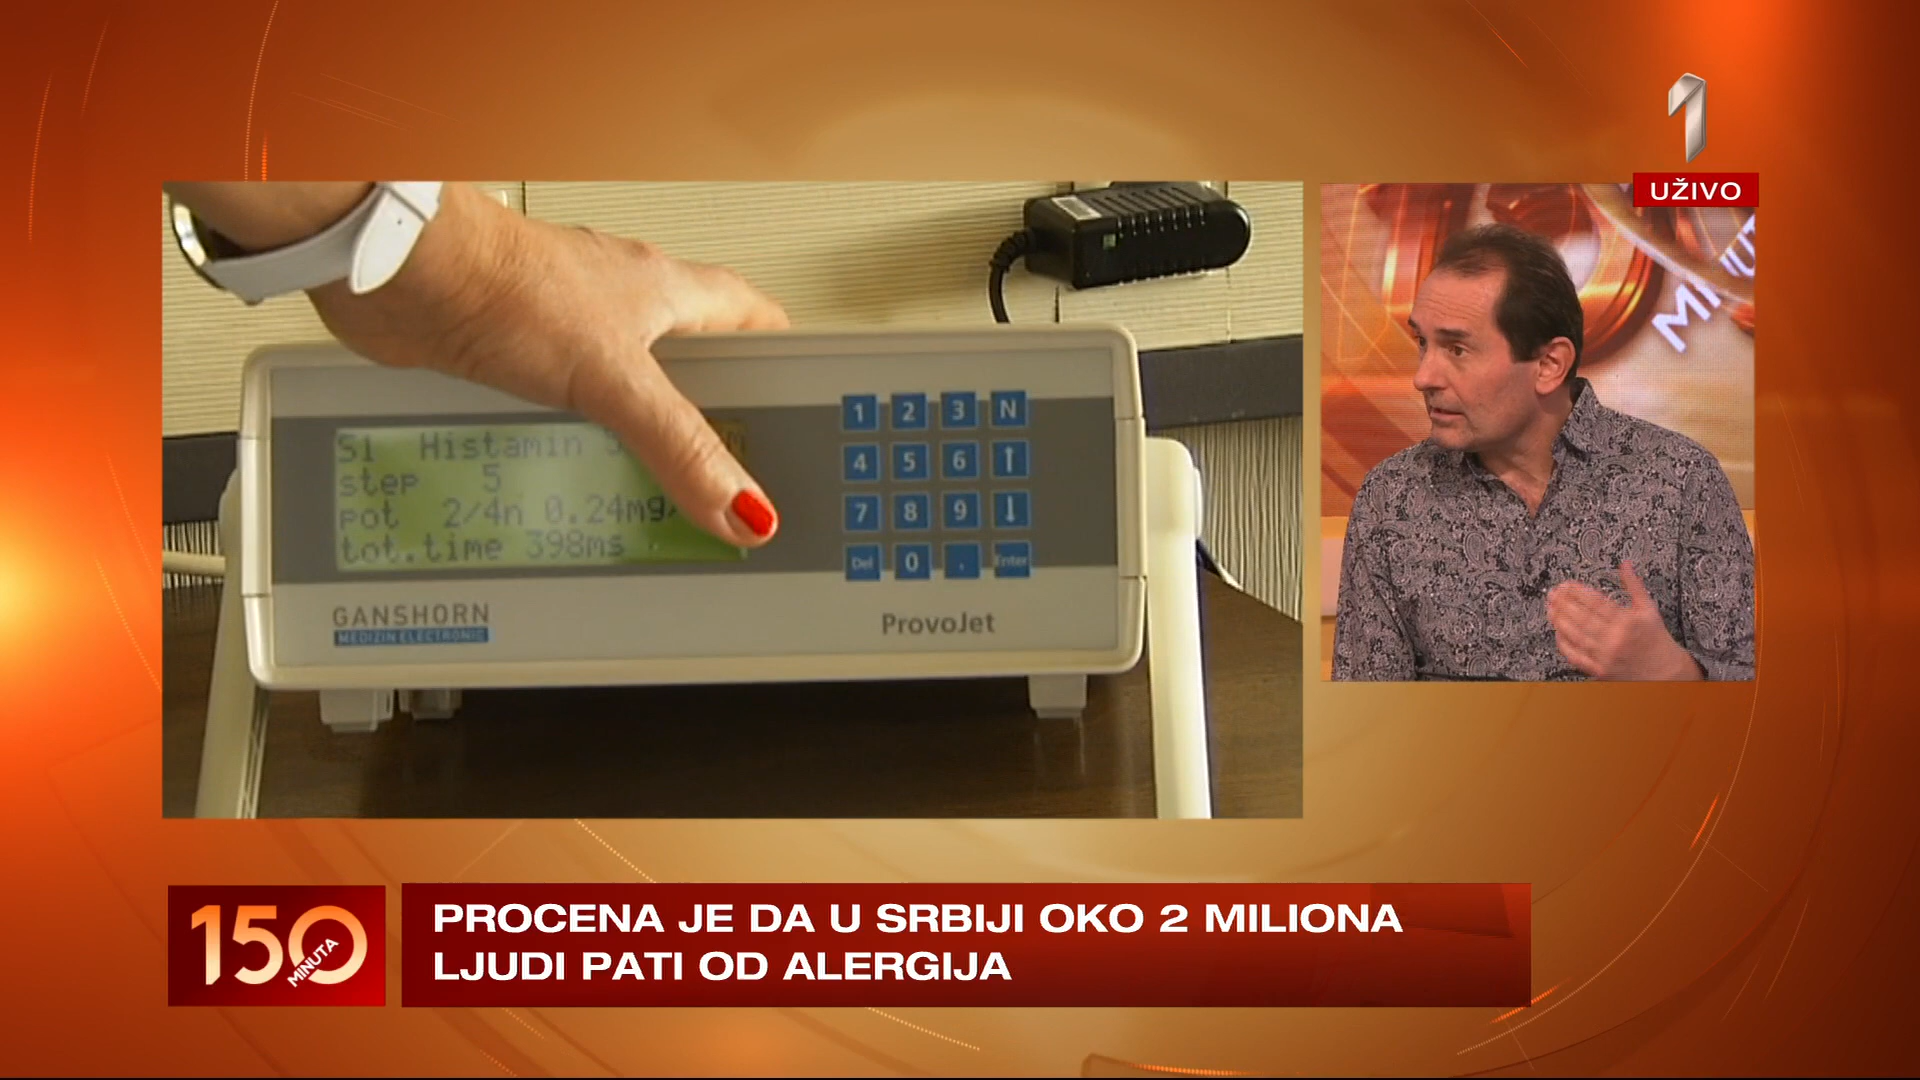 1
UŽIVO
MINUT
S1 Histamin
step 5
pot 2/4n 0.24mg
tot.time 398ms
1 2 3 N
4 5 6 ↑
7 8 9 ↓
Del 0 . Enter
GANSHORN
MEDIZIN ELECTRONIC
ProvoJet
150
MINUTA
PROCENA JE DA U SRBIJI OKO 2 MILIONA
LJUDI PATI OD ALERGIJA